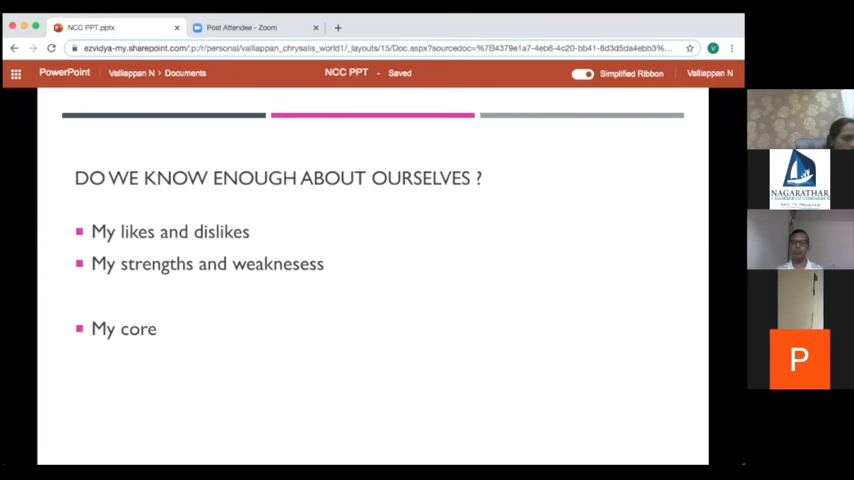 NCC PPT.pptx
Post Attendee - Zoom
ezvidya-my.sharepoint.com/:p:/r/personal/valliappan_chrysalis_world1/_layouts/15/Doc.aspx?sourcedoc=%7B4379e1a7-4eb6-4c20-bb41-8d3d5da4ebb3%...
V
PowerPoint
Valliappan N > Documents
NCC PPT - Saved
Simplified Ribbon
Valliappan N
DO WE KNOW ENOUGH ABOUT OURSELVES ?
My likes and dislikes
My strengths and weaknesess
My core
NAGARATHAR
CHAMBER OF COMMERCE
P